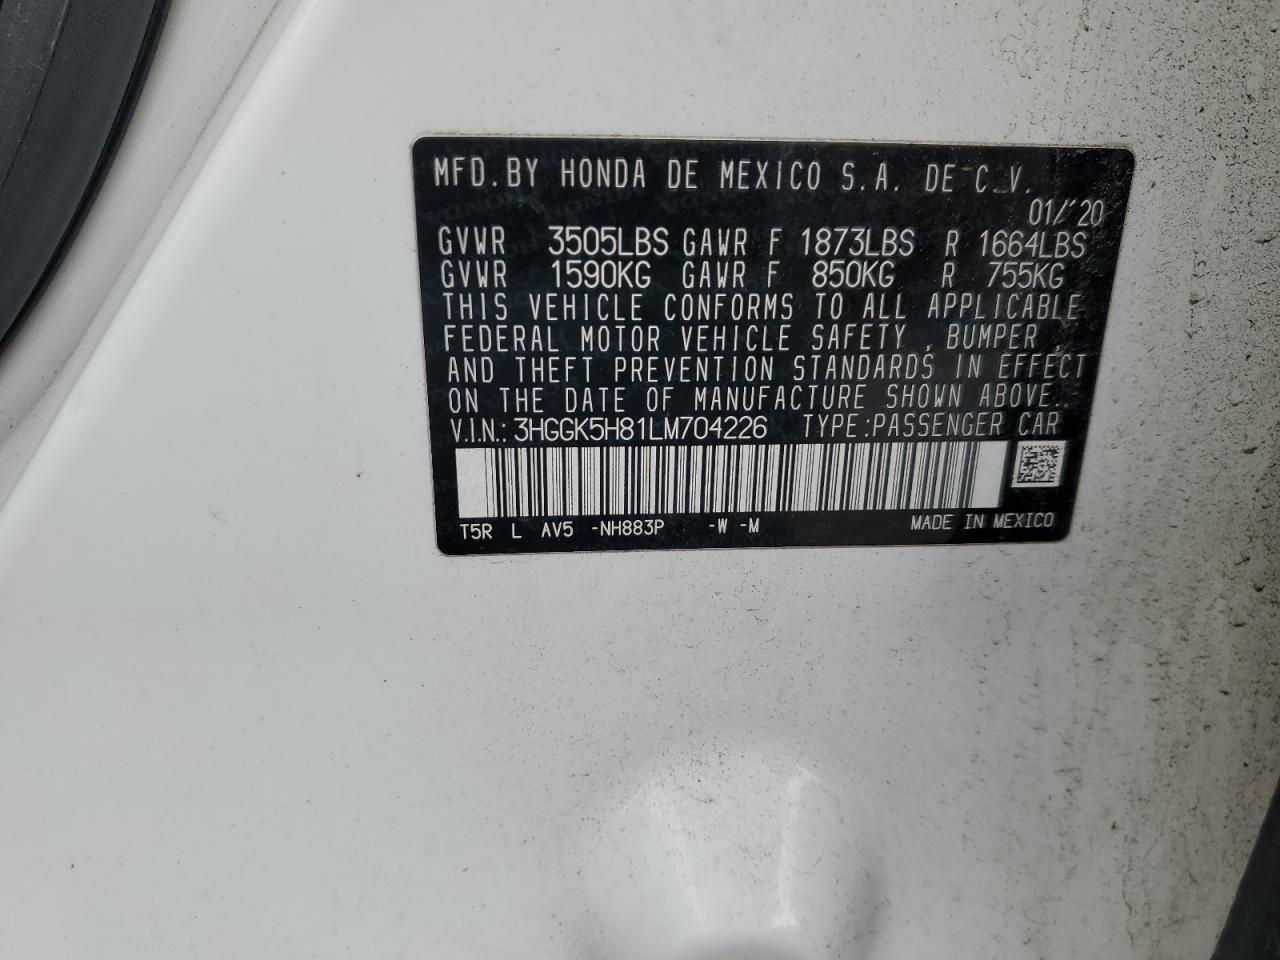 MFD. BY HONDA DE MEXICO S. A. DE C. V.
01/'20
GVWR 3505LBS GAWR F 1873LBS R 1664LBS
GVWR 1590KG GAWR F 850KG R 755KG
THIS VEHICLE CONFORMS TO ALL APPLICABLE
FEDERAL MOTOR VEHICLE SAFETY , BUMPER ,
AND THEFT PREVENTION STANDARDS IN EFFECT
ON THE DATE OF MANUFACTURE SHOWN ABOVE.
V.I.N.: 3HGGK5H81LM704226 TYPE:PASSENGER CAR
T5R L AV5 -NH883P -W -M MADE IN MEXICO